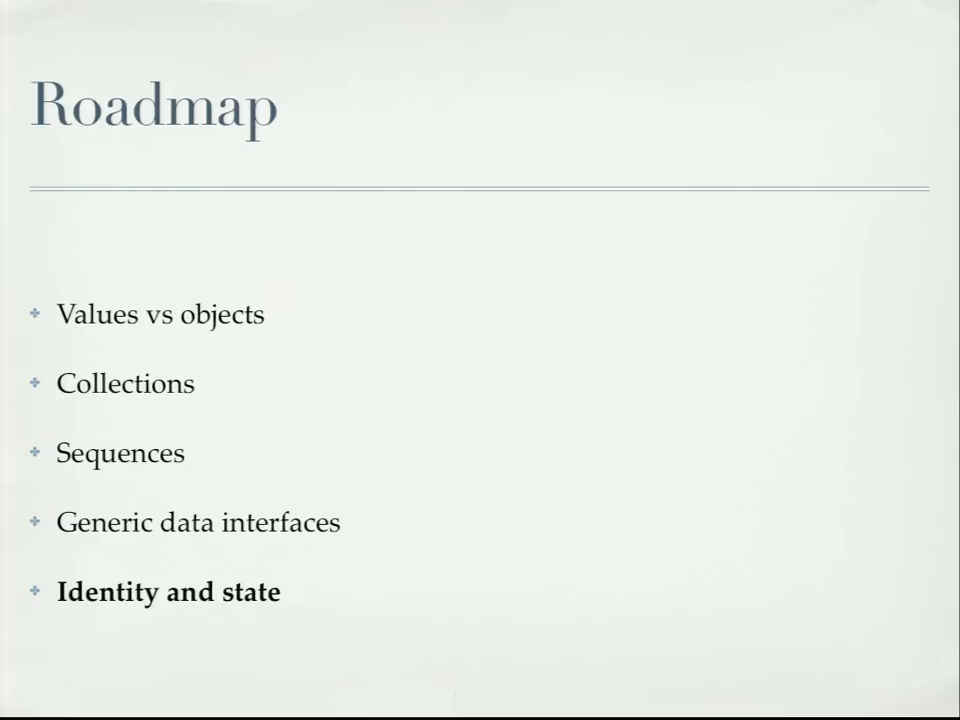 Roadmap
Values vs objects
Collections
Sequences
Generic data interfaces
Identity and state